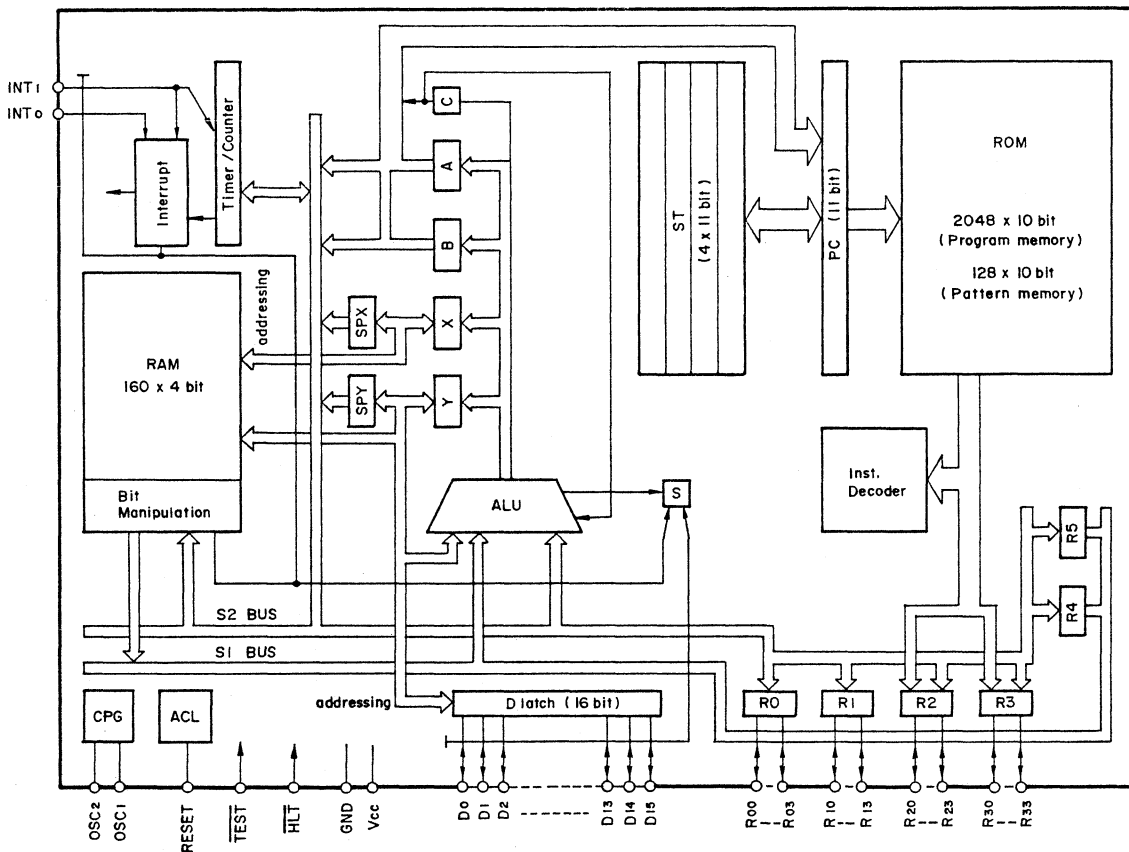 INT1
INT0
Interrupt
Timer/Counter
C
A
B
X
Y
SPX
SPY
addressing
RAM
160 x 4 bit
Bit
Manipulation
ALU
S
ST
(4 x 11 bit)
PC (11 bit)
ROM
2048 x 10 bit
(Program memory)
128 x 10 bit
(Pattern memory)
Inst.
Decoder
R5
R4
S2 BUS
S1 BUS
CPG
ACL
addressing
D latch (16 bit)
R0
R1
R2
R3
OSC2
OSC1
RESET
TEST
HLT
GND
Vcc
D0
D1
D2
D13
D14
D15
R00
R03
R10
R13
R20
R23
R30
R33